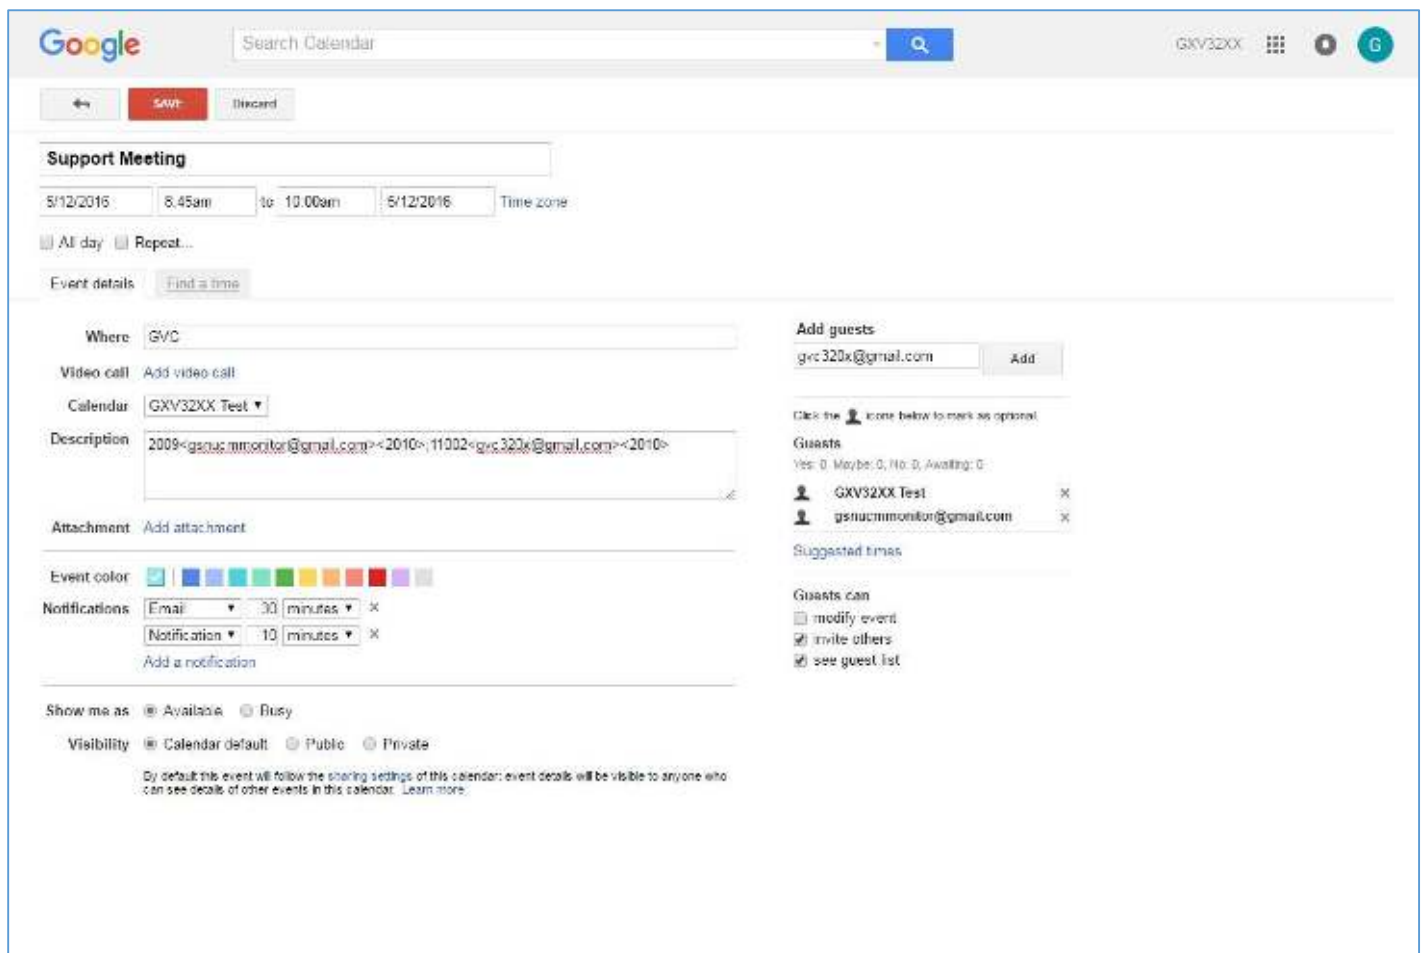 Google Search Calendar GXV32XX G
SAVE Discard
Support Meeting
5/12/2016 8:45am to 10:00am 5/12/2016 Time zone
All day Repeat...
Event details Find a time
Where GVC
Video call Add video call
Calendar GXV32XX Test
Description 2009<gsnucmmonitor@gmail.com><2010>;11002<gvc320x@gmail.com><2010>
Attachment Add attachment
Event color
Notifications Email 30 minutes ×
Notification 10 minutes ×
Add a notification
Show me as Available Busy
Visibility Calendar default Public Private
By default this event will follow the sharing settings of this calendar: event details will be visible to anyone who
can see details of other events in this calendar. Learn more
Add guests
gvc320x@gmail.com Add
Click the icons below to mark as optional.
Guests
Yes: 0, Maybe: 0, No: 0, Awaiting: 0
GXV32XX Test ×
gsnucmmonitor@gmail.com ×
Suggested times
Guests can
modify event
invite others
see guest list